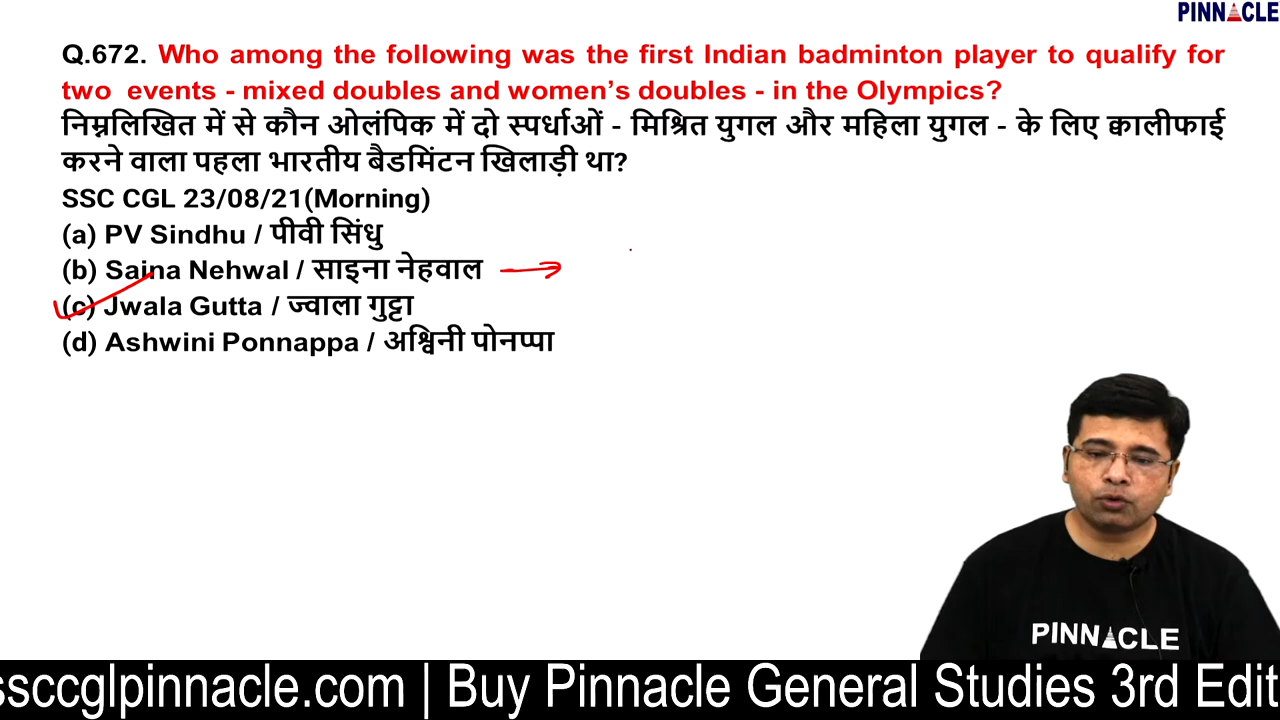 PINNACLE
Q.672. Who among the following was the first Indian badminton player to qualify for
two events - mixed doubles and women’s doubles - in the Olympics?
निम्नलिखित में से कौन ओलंपिक में दो स्पर्धाओं - मिश्रित युगल और महिला युगल - के लिए क्वालीफाई
करने वाला पहला भारतीय बैडमिंटन खिलाड़ी था?
SSC CGL 23/08/21(Morning)
(a) PV Sindhu / पीवी सिंधु
(b) Saina Nehwal / साइना नेहवाल
(c) Jwala Gutta / ज्वाला गुट्टा
(d) Ashwini Ponnappa / अश्विनी पोनप्पा
PINNACLE
ssccglpinnacle.com | Buy Pinnacle General Studies 3rd Edit